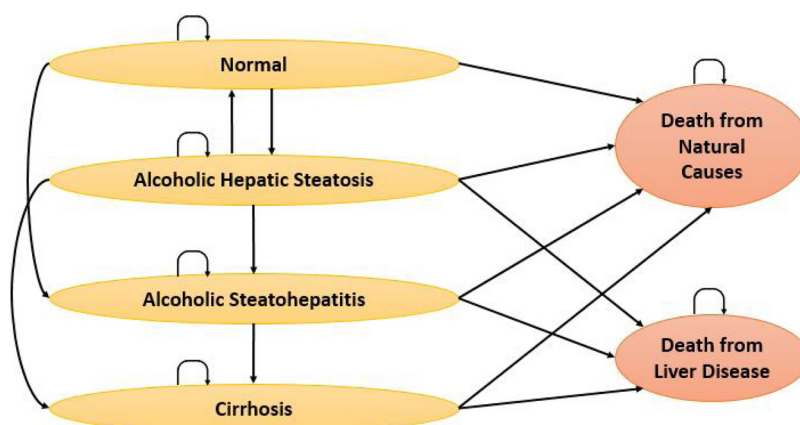 Normal
Death from
Natural
Causes
Alcoholic Hepatic Steatosis
Alcoholic Steatohepatitis
Death from
Liver Disease
Cirrhosis